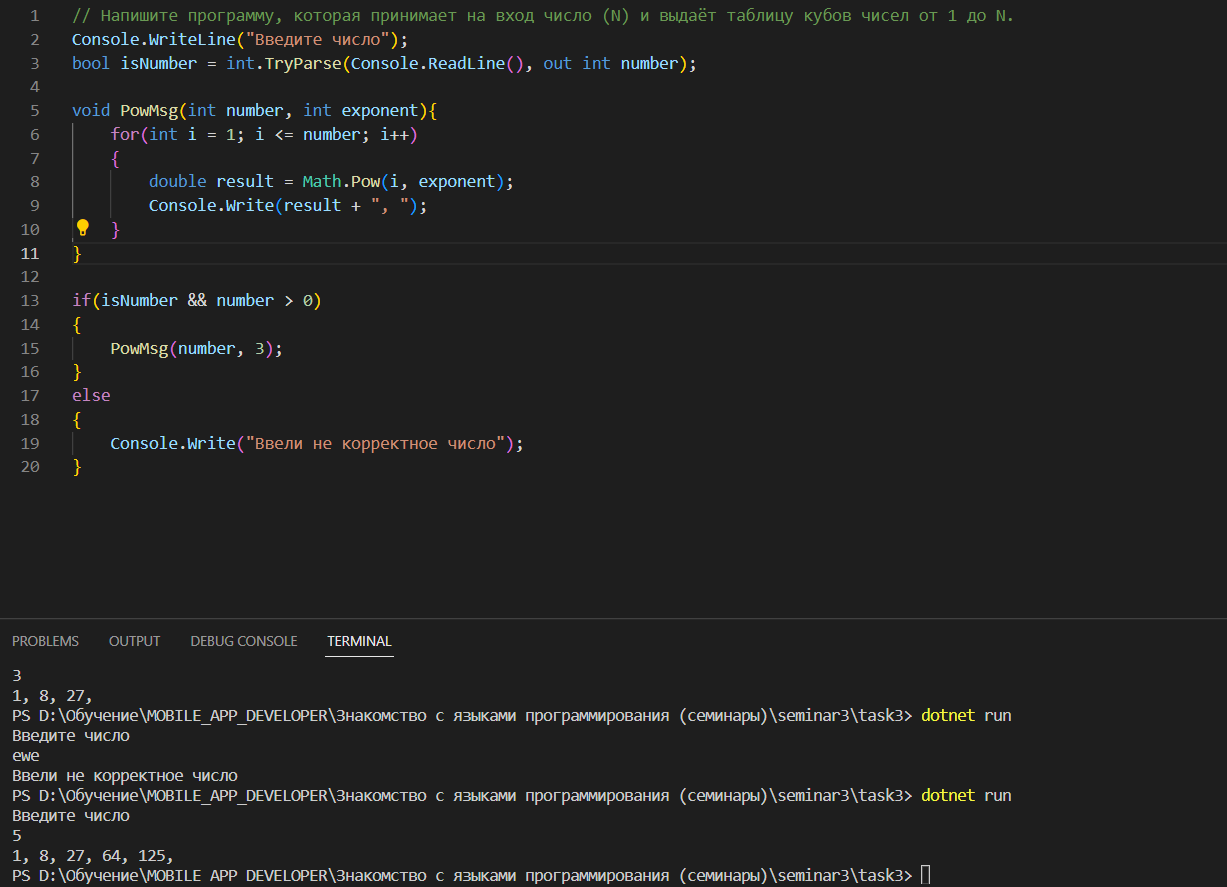 1 // Напишите программу, которая принимает на вход число (N) и выдаёт таблицу кубов чисел от 1 до N.
2 Console.WriteLine("Введите число");
3 bool isNumber = int.TryParse(Console.ReadLine(), out int number);
4
5 void PowMsg(int number, int exponent){
6     for(int i = 1; i <= number; i++)
7     {
8         double result = Math.Pow(i, exponent);
9         Console.Write(result + ", ");
10     }
11 }
12
13 if(isNumber && number > 0)
14 {
15     PowMsg(number, 3);
16 }
17 else
18 {
19     Console.Write("Ввели не корректное число");
20 }
PROBLEMS OUTPUT DEBUG CONSOLE TERMINAL
3
1, 8, 27,
PS D:\Обучение\MOBILE_APP_DEVELOPER\Знакомство с языками программирования (семинары)\seminar3\task3> dotnet run
Введите число
ewe
Ввели не корректное число
PS D:\Обучение\MOBILE_APP_DEVELOPER\Знакомство с языками программирования (семинары)\seminar3\task3> dotnet run
Введите число
5
1, 8, 27, 64, 125,
PS D:\Обучение\MOBILE_APP_DEVELOPER\Знакомство с языками программирования (семинары)\seminar3\task3>